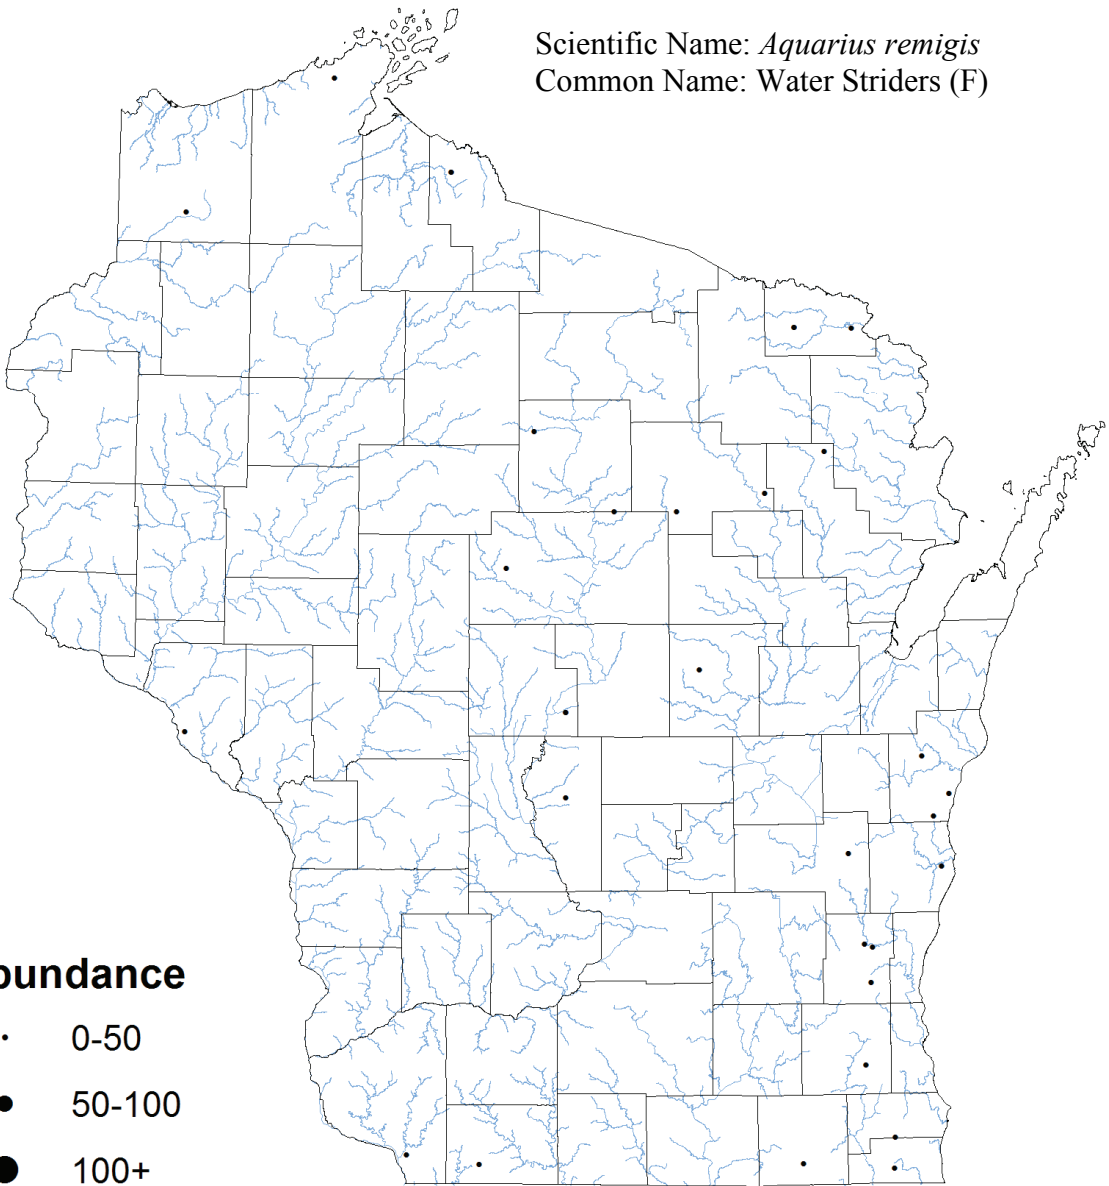 Scientific Name: Aquarius remigis
Common Name: Water Striders (F)
bundance
0-50
50-100
100+